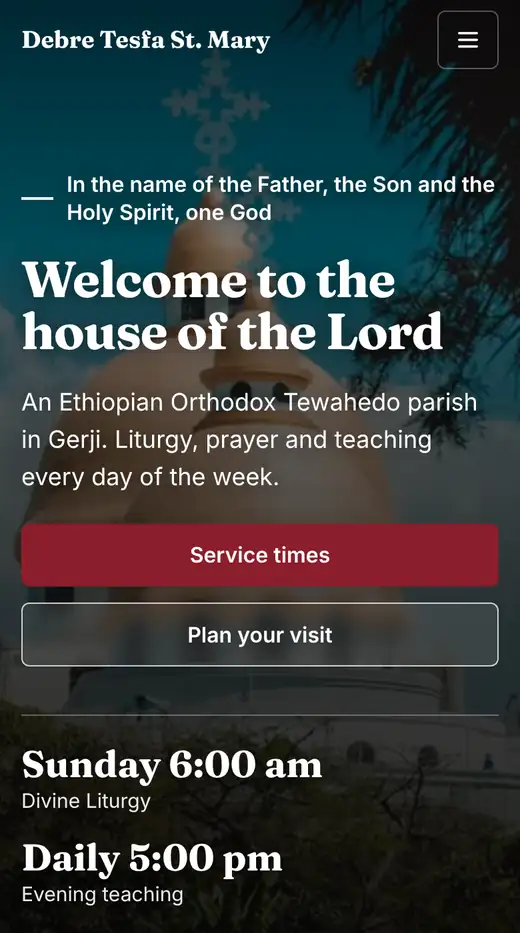 Debre Tesfa St. Mary
In the name of the Father, the Son and the
Holy Spirit, one God
Welcome to the
house of the Lord
An Ethiopian Orthodox Tewahedo parish
in Gerji. Liturgy, prayer and teaching
every day of the week.
Service times
Plan your visit
Sunday 6:00 am
Divine Liturgy
Daily 5:00 pm
Evening teaching